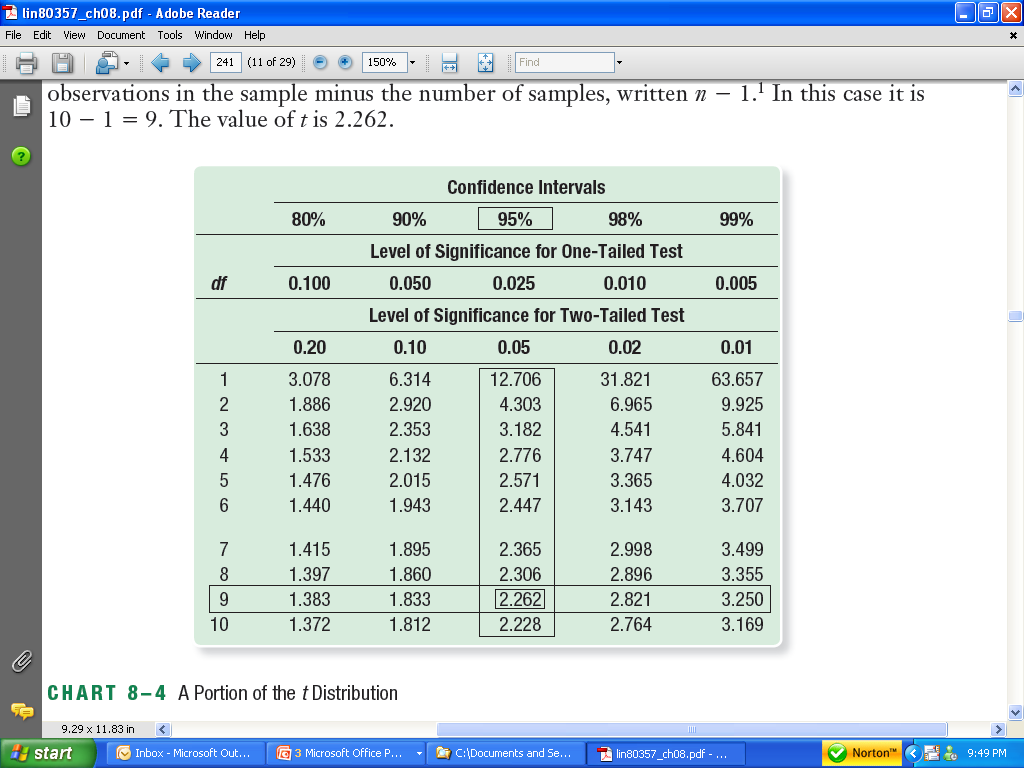 lin80357_ch08.pdf - Adobe Reader
File Edit View Document Tools Window Help
241 (11 of 29) 150% Find
observations in the sample minus the number of samples, written n − 1.¹ In this case it is
10 − 1 = 9. The value of t is 2.262.
Confidence Intervals
80% 90% 95% 98% 99%
Level of Significance for One-Tailed Test
df 0.100 0.050 0.025 0.010 0.005
Level of Significance for Two-Tailed Test
0.20 0.10 0.05 0.02 0.01
1 3.078 6.314 12.706 31.821 63.657
2 1.886 2.920 4.303 6.965 9.925
3 1.638 2.353 3.182 4.541 5.841
4 1.533 2.132 2.776 3.747 4.604
5 1.476 2.015 2.571 3.365 4.032
6 1.440 1.943 2.447 3.143 3.707
7 1.415 1.895 2.365 2.998 3.499
8 1.397 1.860 2.306 2.896 3.355
9 1.383 1.833 2.262 2.821 3.250
10 1.372 1.812 2.228 2.764 3.169
CHART 8–4 A Portion of the t Distribution
9.29 x 11.83 in
start Inbox - Microsoft Out... 3 Microsoft Office P... C:\Documents and Se... lin80357_ch08.pdf - ... Norton™ 9:49 PM